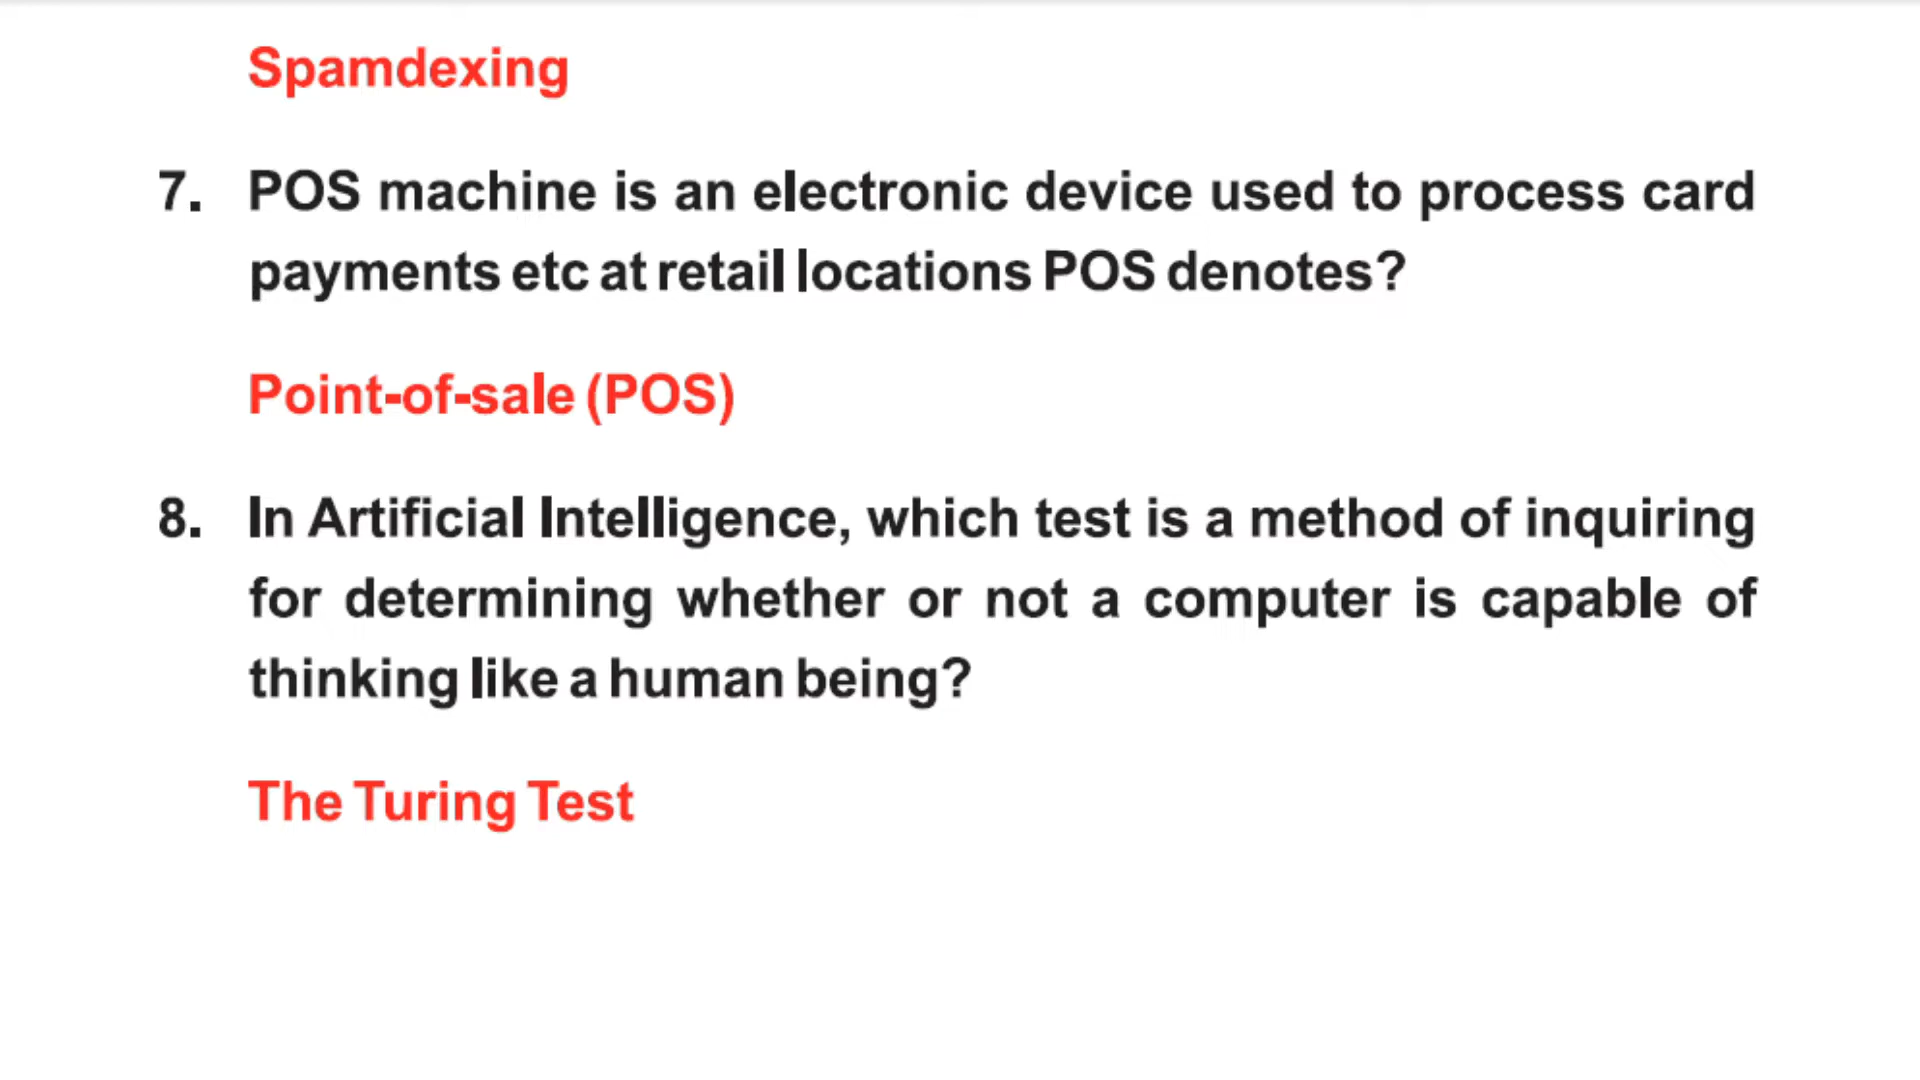 Spamdexing
7. POS machine is an electronic device used to process card
payments etc at retail locations POS denotes?
Point-of-sale (POS)
8. In Artificial Intelligence, which test is a method of inquiring
for determining whether or not a computer is capable of
thinking like a human being?
The Turing Test